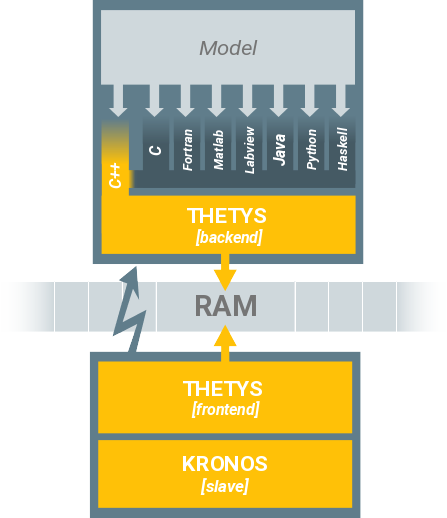 Model
C++
C
Fortran
Matlab
Labview
Java
Python
Haskell
THETYS
[backend]
RAM
THETYS
[frontend]
KRONOS
[slave]